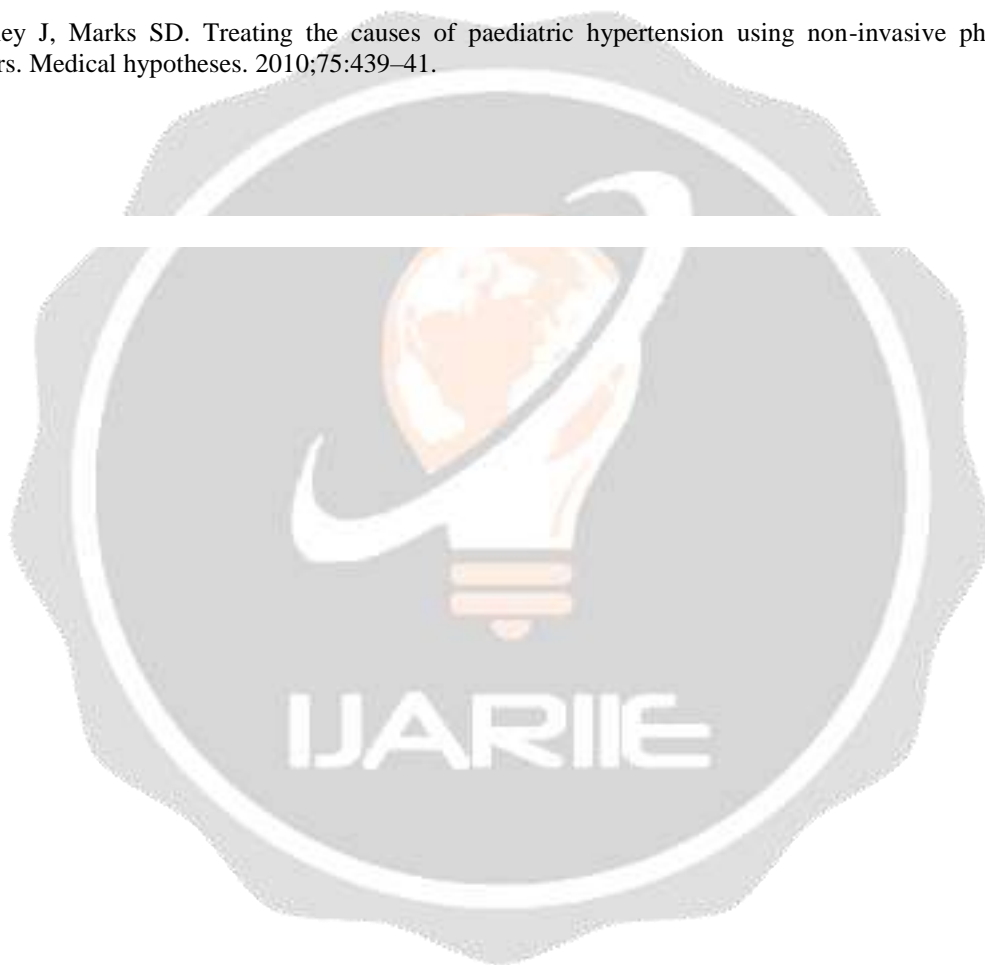 ey J, Marks SD. Treating the causes of paediatric hypertension using non-invasive ph
rs. Medical hypotheses. 2010;75:439–41.
IJARIIE